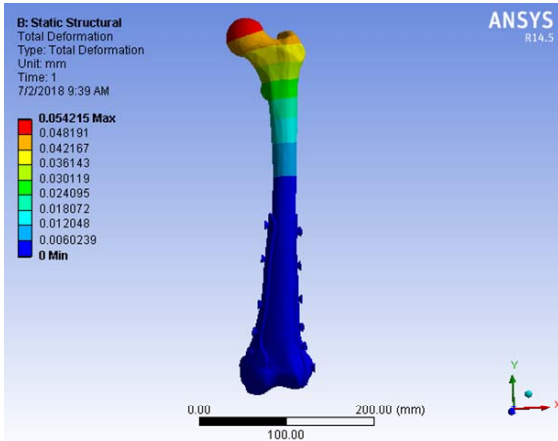 B: Static Structural
Total Deformation
Type: Total Deformation
Unit: mm
Time: 1
7/2/2018 9:39 AM
0.054215 Max
0.048191
0.042167
0.036143
0.030119
0.024095
0.018072
0.012048
0.0060239
0 Min
ANSYS
R14.5
0.00
200.00 (mm)
100.00
Y
X